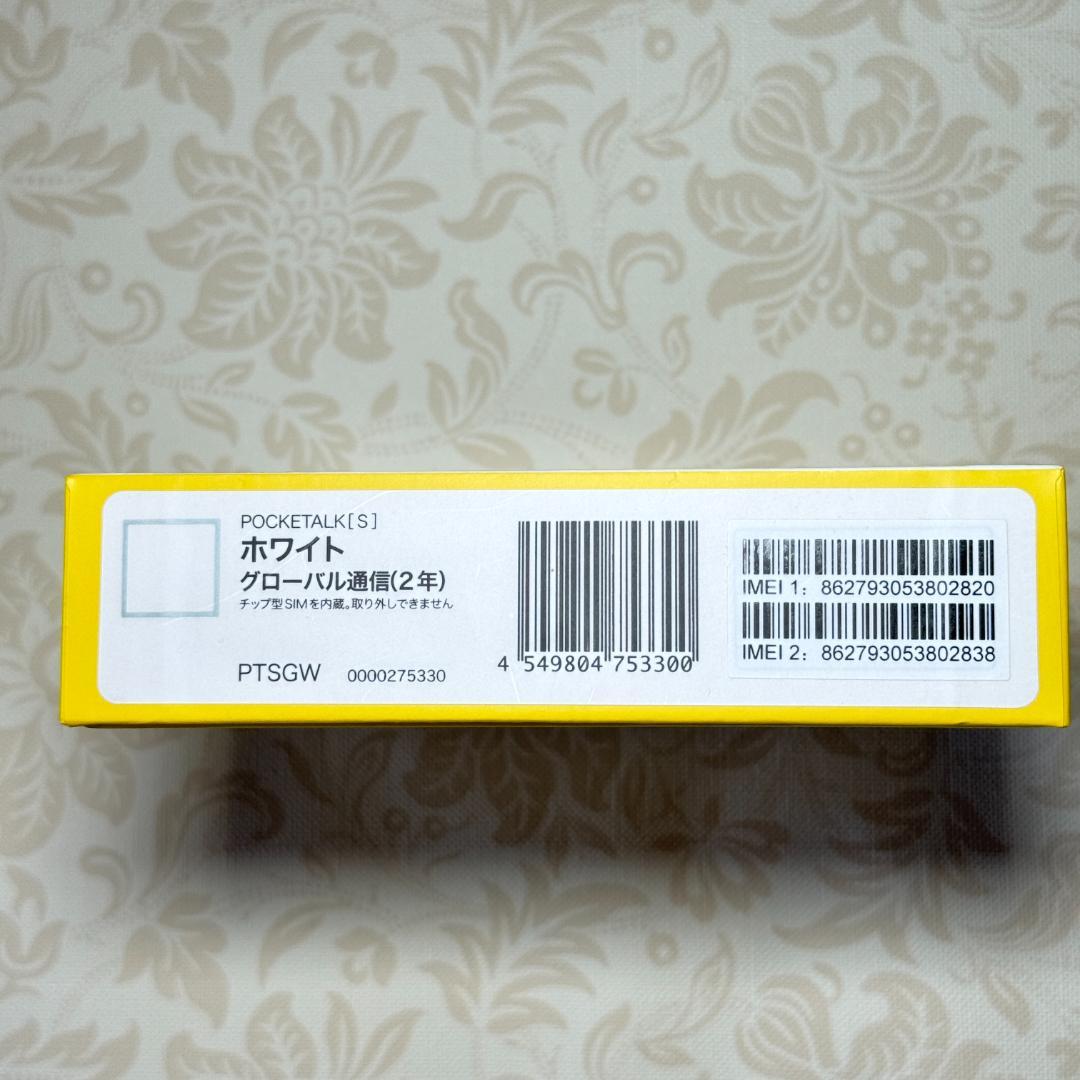 POCKETALK[S]
ホワイト
グローバル通信(2年)
チップ型SIMを内蔵。取り外しできません
PTSGW 0000275330
4 549804 753300
IMEI 1: 862793053802820
IMEI 2: 862793053802838